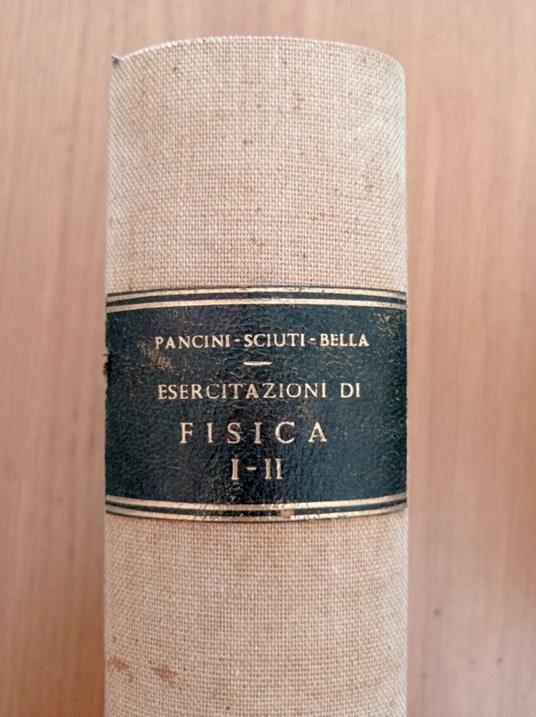 PANCINI-SCIUTI-BELLA
ESERCITAZIONI DI
FISICA
I-II